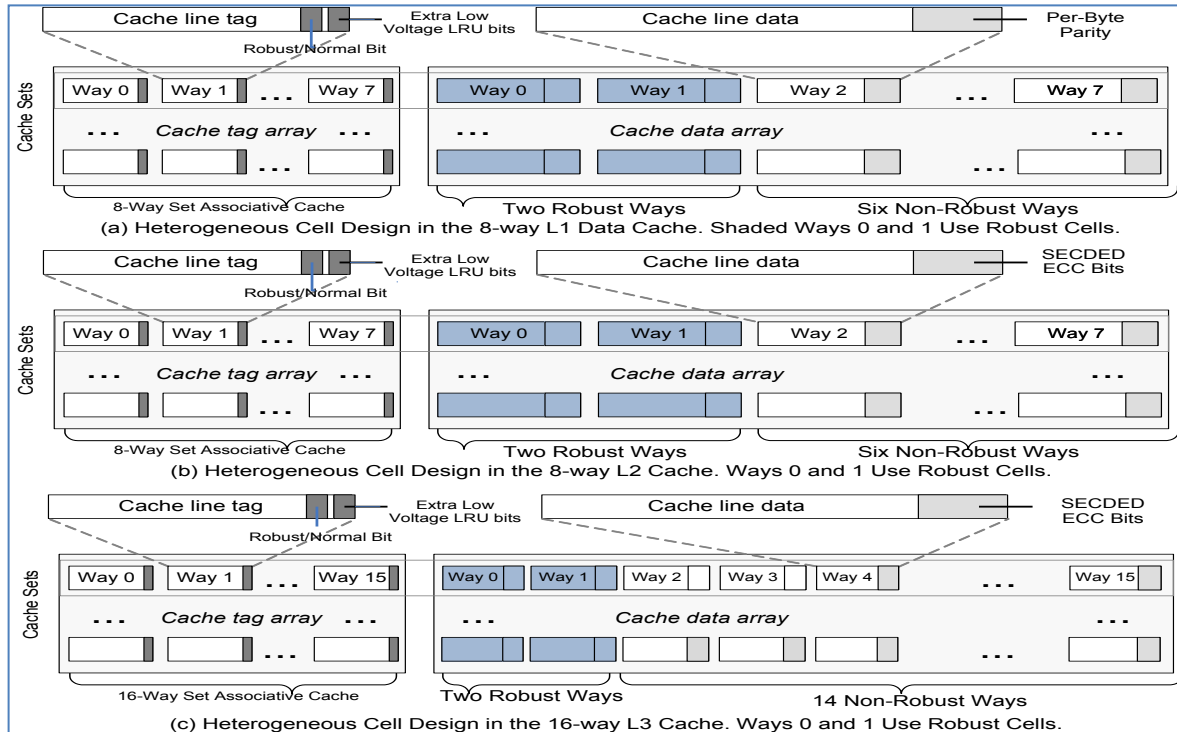 Cache line tag
Extra Low
Voltage LRU bits
Robust/Normal Bit
Cache line data
Per-Byte
Parity
Cache Sets
Way 0
Way 1
...
Way 7
Way 0
Way 1
Way 2
...
Way 7
...
Cache tag array
...
...
Cache data array
...
...
...
8-Way Set Associative Cache
Two Robust Ways
Six Non-Robust Ways
(a) Heterogeneous Cell Design in the 8-way L1 Data Cache. Shaded Ways 0 and 1 Use Robust Cells.
Cache line tag
Extra Low
Voltage LRU bits
Robust/Normal Bit
Cache line data
SECDED
ECC Bits
Cache Sets
Way 0
Way 1
...
Way 7
Way 0
Way 1
Way 2
...
Way 7
...
Cache tag array
...
...
Cache data array
...
...
...
8-Way Set Associative Cache
Two Robust Ways
Six Non-Robust Ways
(b) Heterogeneous Cell Design in the 8-way L2 Cache. Ways 0 and 1 Use Robust Cells.
Cache line tag
Extra Low
Voltage LRU bits
Robust/Normal Bit
Cache line data
SECDED
ECC Bits
Cache Sets
Way 0
Way 1
...
Way 15
Way 0
Way 1
Way 2
Way 3
Way 4
...
Way 15
...
Cache tag array
...
...
Cache data array
...
...
...
16-Way Set Associative Cache
Two Robust Ways
14 Non-Robust Ways
(c) Heterogeneous Cell Design in the 16-way L3 Cache. Ways 0 and 1 Use Robust Cells.